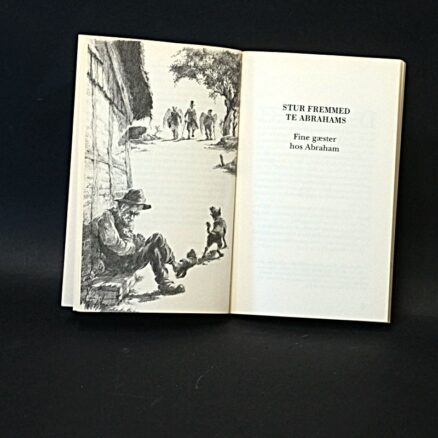 STUR FREMMED
TE ABRAHAMS
Fine gæster
hos Abraham